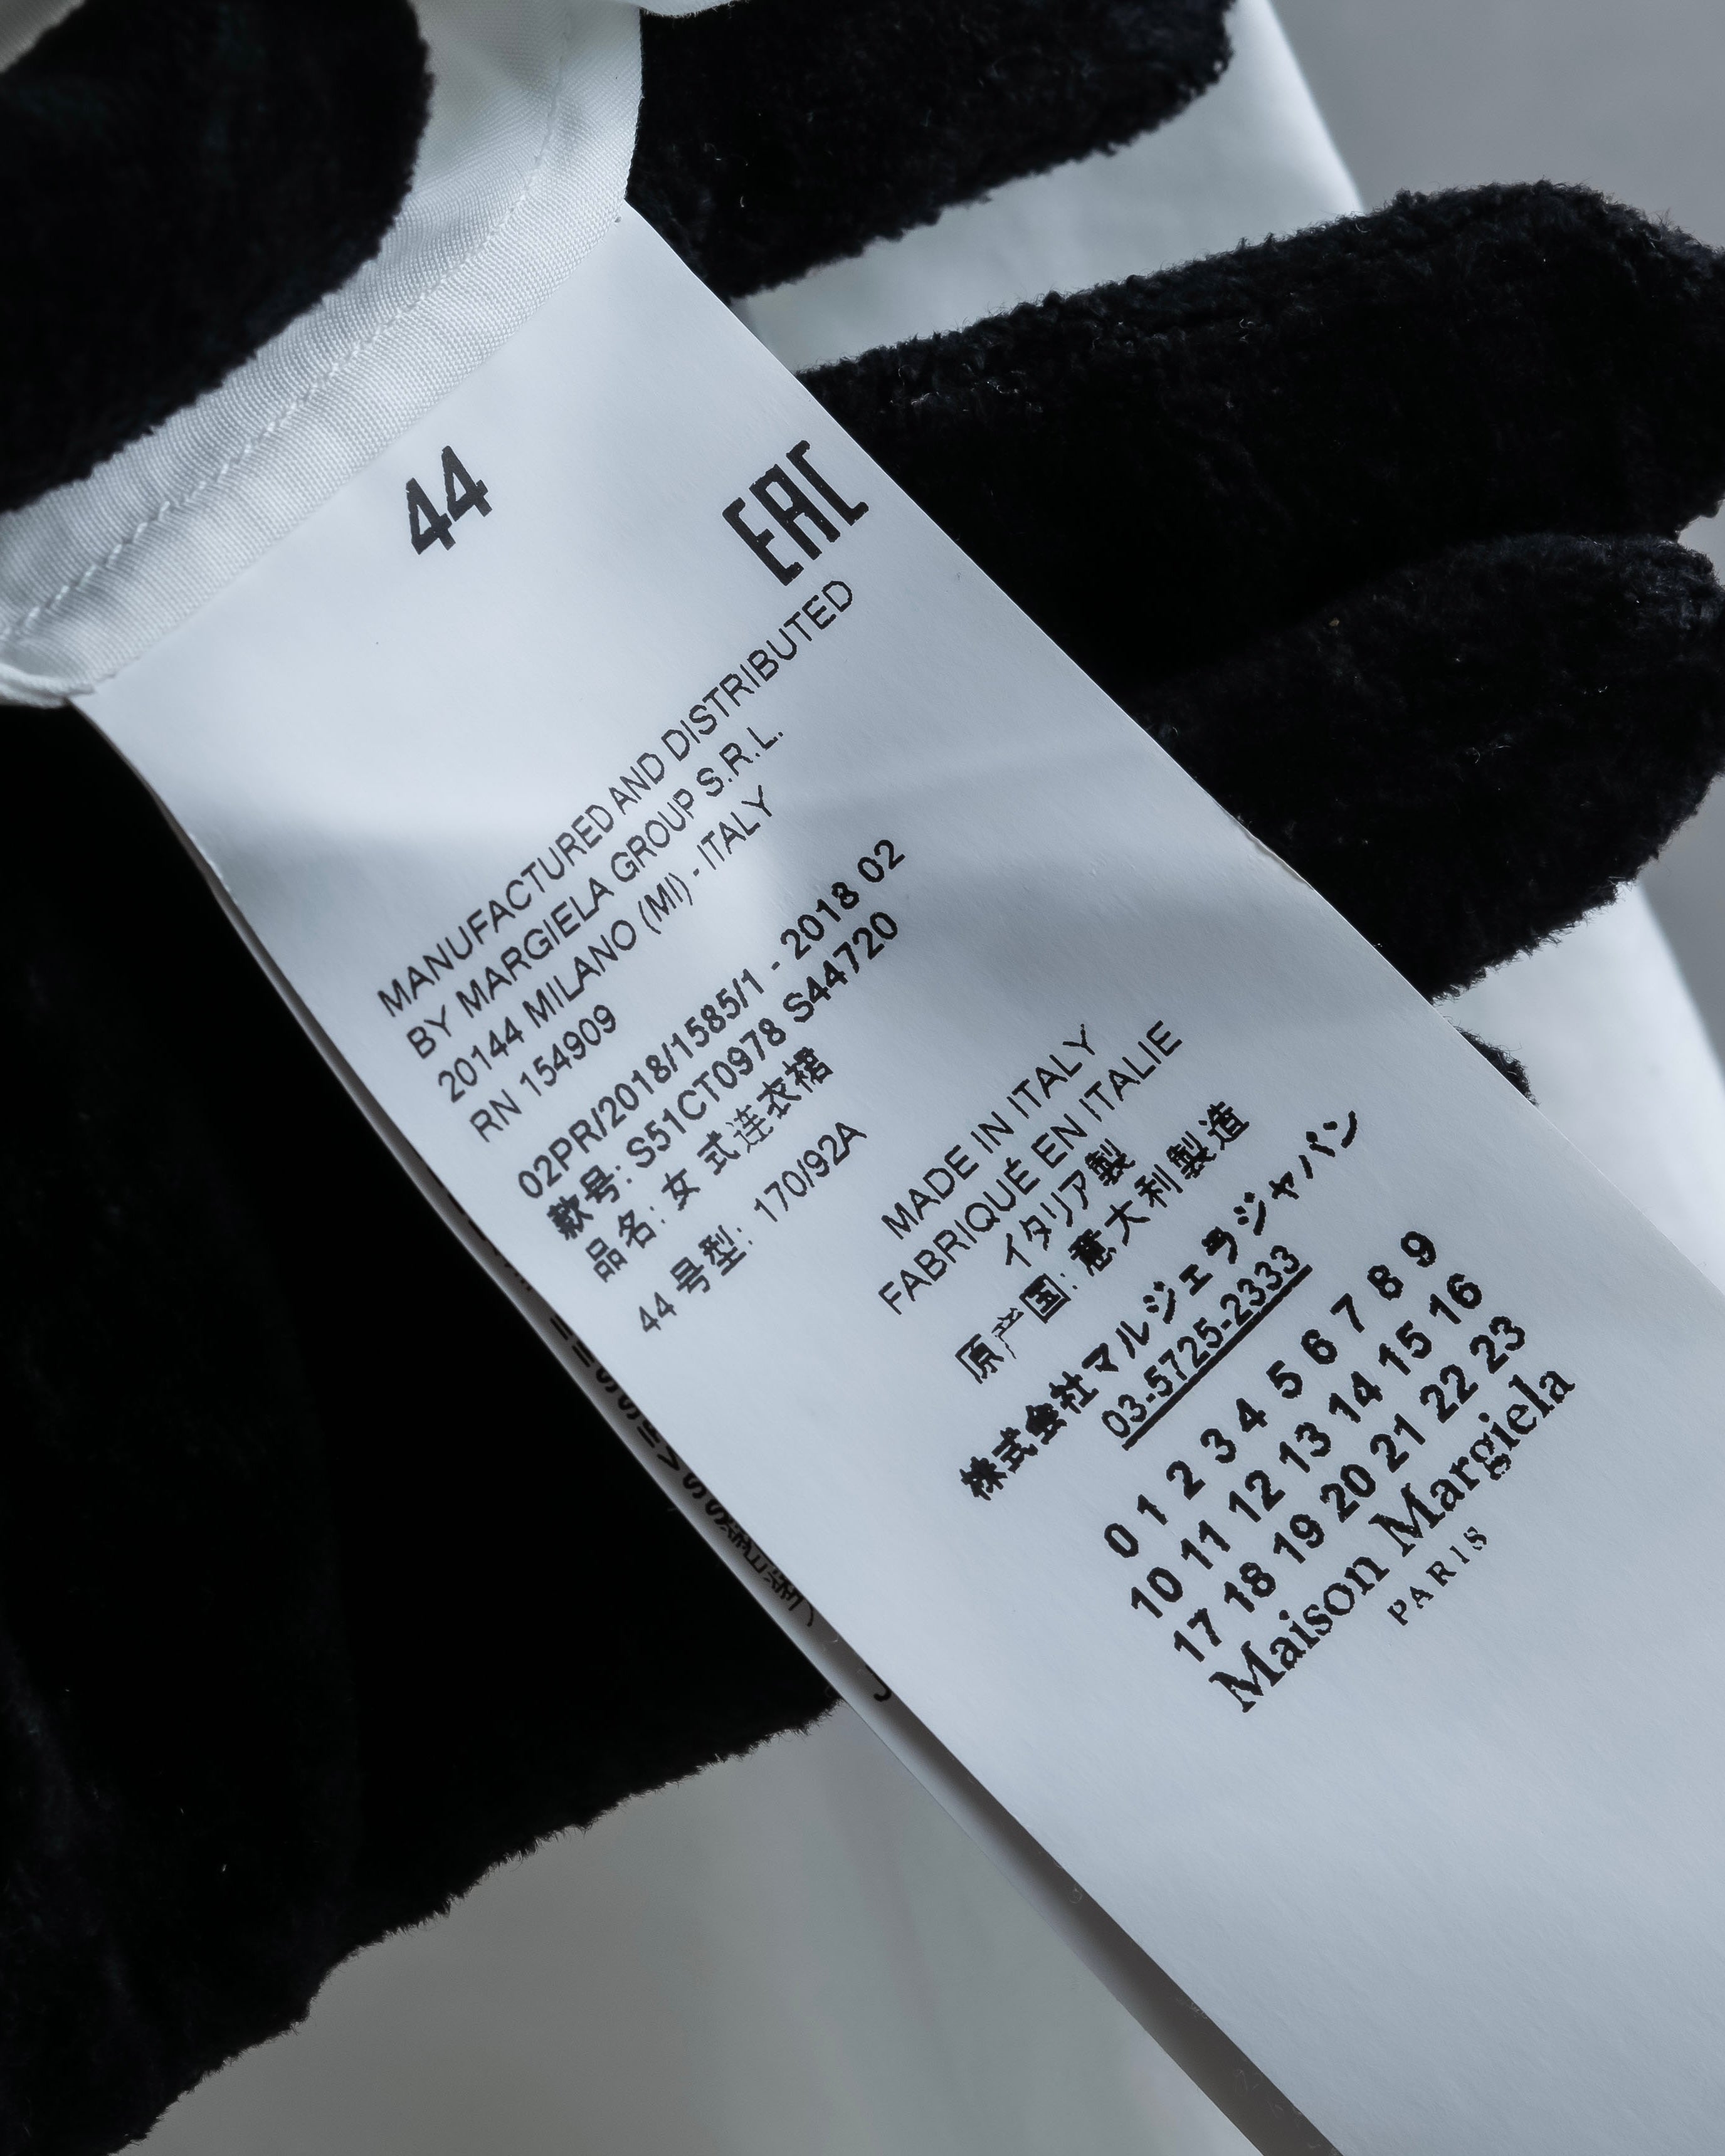 44
EAC
MANUFACTURED AND DISTRIBUTED
BY MARGIELA GROUP S.R.L.
20144 MILANO (MI) - ITALY
RN 154909
02PR/2018/1585/1 - 2018 02
款号: S51CT0978 S44720
品名: 女 式连衣裙
44 号型: 170/92A
MADE IN ITALY
FABRIQUÉ EN ITALIE
イタリア製
原产国: 意大利製造
株式会社マルジェラジャパン
03-5725-2333
0 1 2 3 4 5 6 7 8 9
10 11 12 13 14 15 16
17 18 19 20 21 22 23
Maison Margiela
PARIS